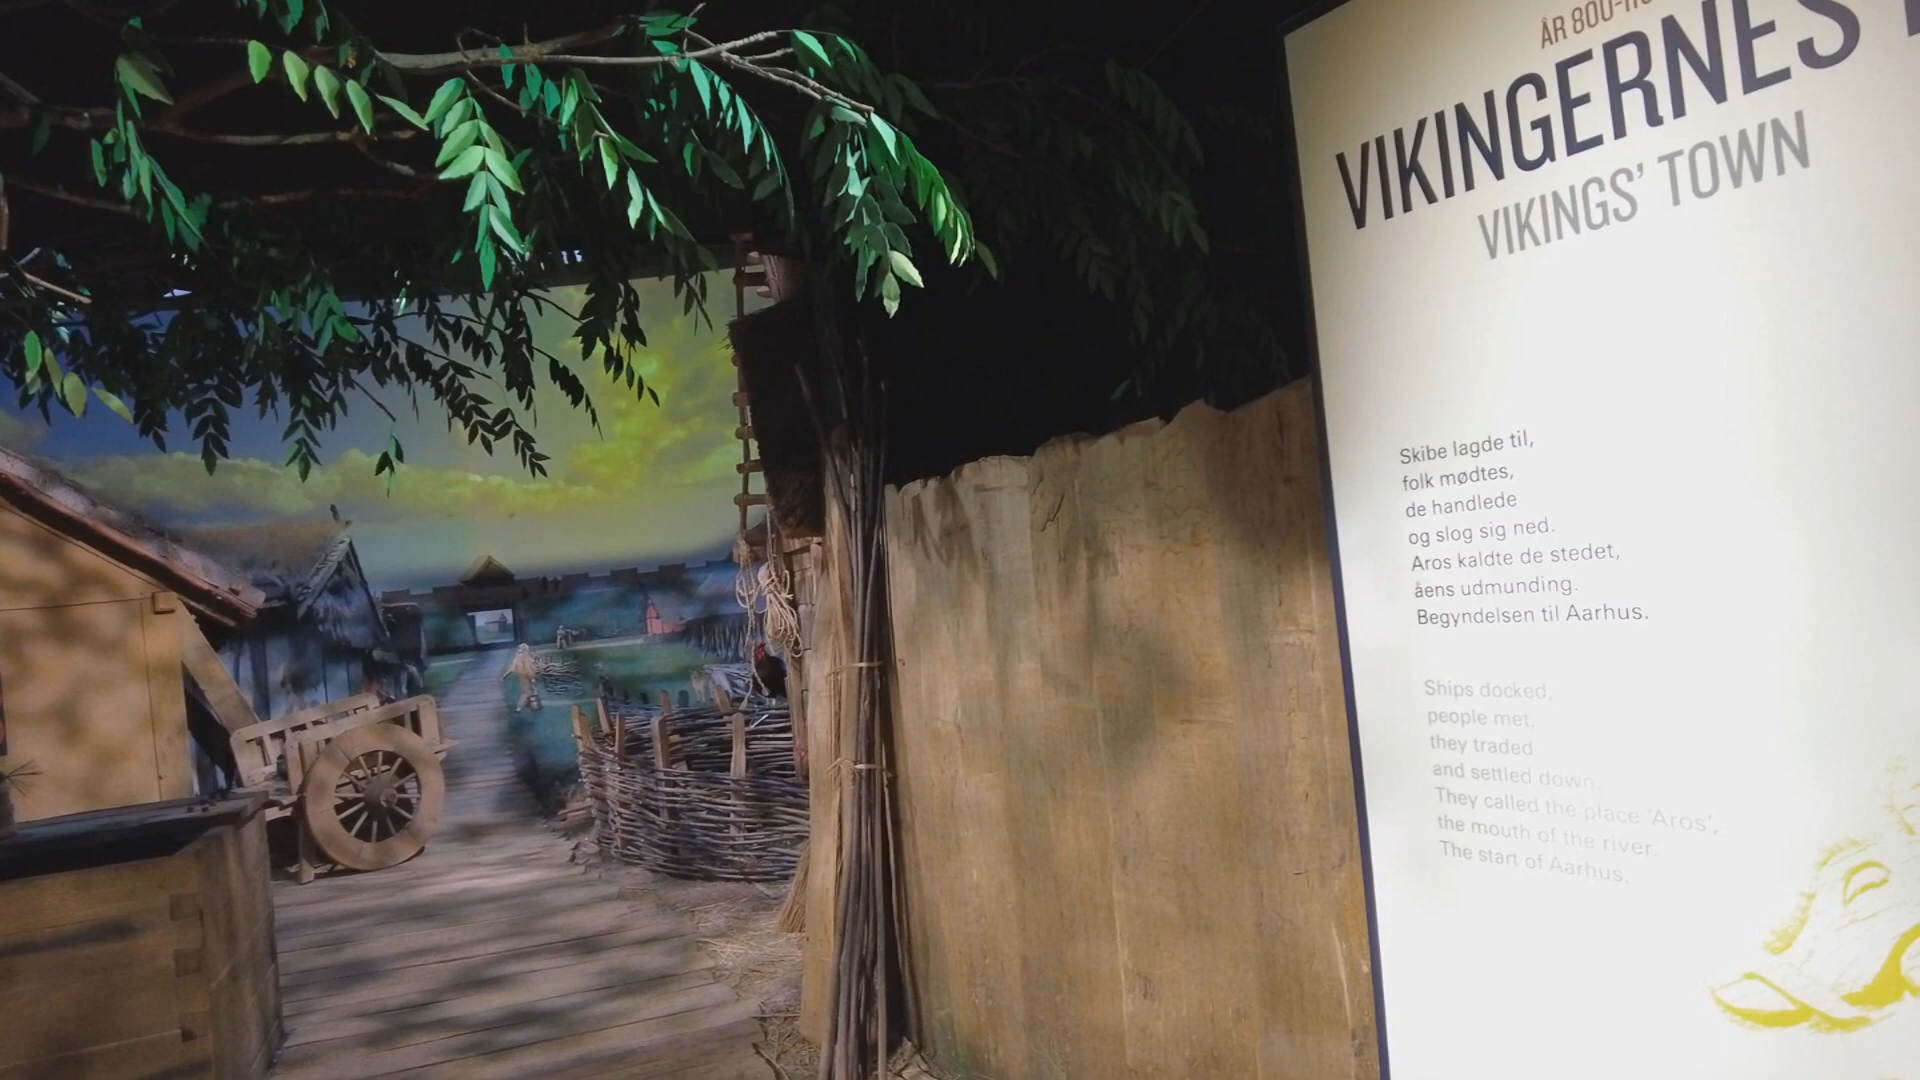 ÅR 800-
VIKINGERNES
VIKINGS' TOWN
Skibe lagde til,
folk mødtes,
de handlede
og slog sig ned.
Aros kaldte de stedet,
åens udmunding.
Begyndelsen til Aarhus.
Ships docked,
people met,
they traded
and settled down.
They called the place 'Aros',
the mouth of the river.
The start of Aarhus.